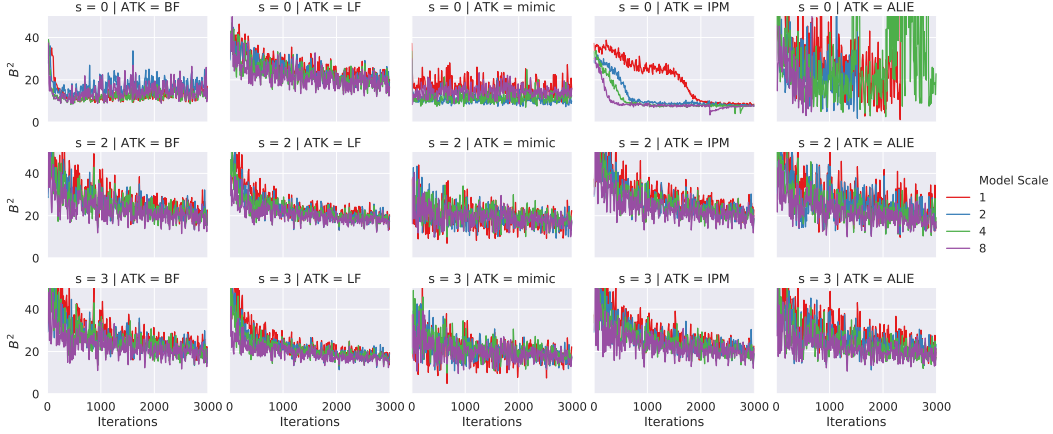 s = 0 | ATK = BF
s = 0 | ATK = LF
s = 0 | ATK = mimic
s = 0 | ATK = IPM
s = 0 | ATK = ALIE
40
20
0
B²
s = 2 | ATK = BF
s = 2 | ATK = LF
s = 2 | ATK = mimic
s = 2 | ATK = IPM
s = 2 | ATK = ALIE
40
20
0
B²
Model Scale
1
2
4
8
s = 3 | ATK = BF
s = 3 | ATK = LF
s = 3 | ATK = mimic
s = 3 | ATK = IPM
s = 3 | ATK = ALIE
40
20
0
B²
0 1000 2000 3000
0 1000 2000 3000
0 1000 2000 3000
0 1000 2000 3000
0 1000 2000 3000
Iterations
Iterations
Iterations
Iterations
Iterations